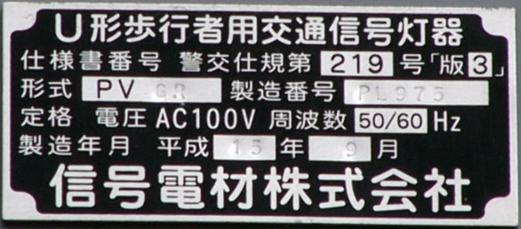 U形歩行者用交通信号灯器
仕様書番号 警交仕規第 219 号「版3」
形式 PV GR 製造番号 PL975
定格 電圧 AC100V 周波数 50/60 Hz
製造年月 平成 15 年 9 月
信号電材株式会社